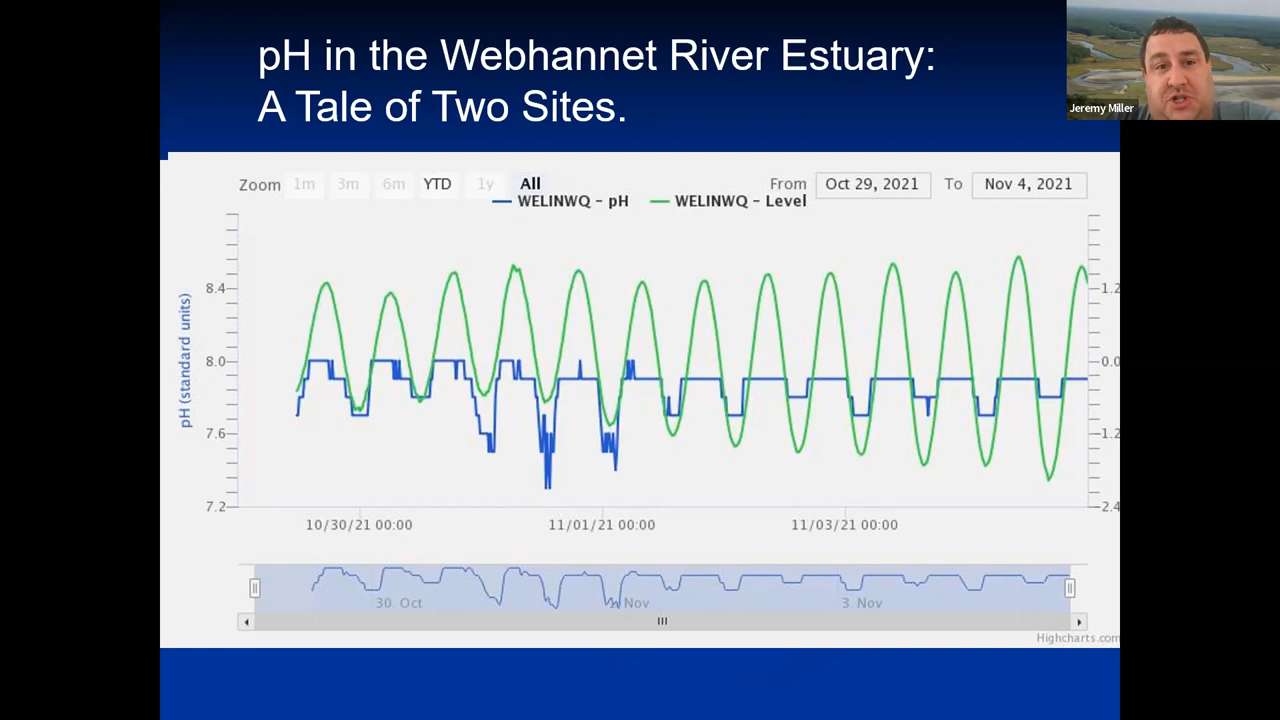 pH in the Webhannet River Estuary:
A Tale of Two Sites.
Jeremy Miller
Zoom 1m 3m 6m YTD 1y All From Oct 29, 2021 To Nov 4, 2021
WELINWQ – pH WELINWQ – Level
pH (standard units)
8.4 1.2
8.0 0.0
7.6 1.2
7.2 2.4
10/30/21 00:00 11/01/21 00:00 11/03/21 00:00
30. Oct 1. Nov 3. Nov
Highcharts.com